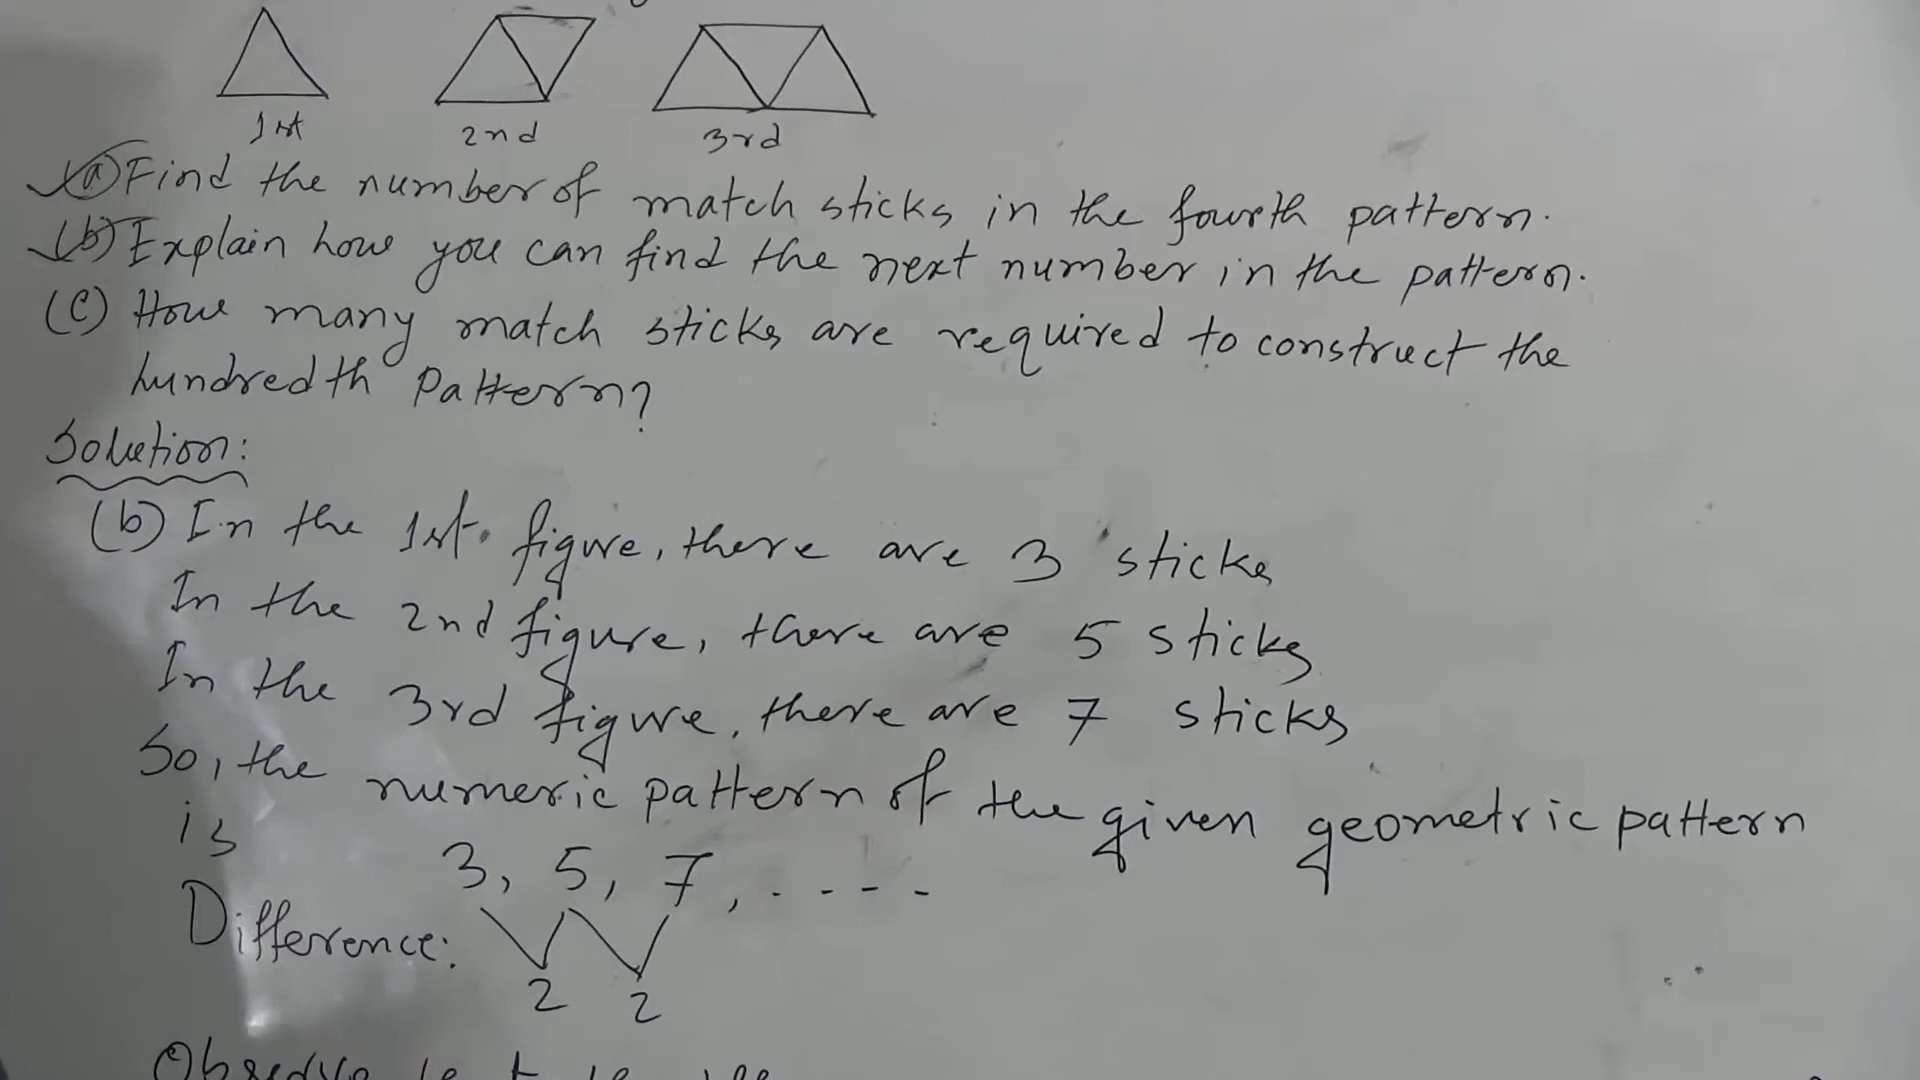 1st 2nd 3rd
(a) Find the number of match sticks in the fourth pattern.
(b) Explain how you can find the next number in the pattern.
(c) How many match sticks are required to construct the
hundredth pattern?
Solution:
(b) In the 1st. figure, there are 3 sticks
In the 2nd figure, there are 5 sticks
In the 3rd figure, there are 7 sticks
So, the numeric pattern of the given geometric pattern
is
3, 5, 7, ....
Difference:
2 2